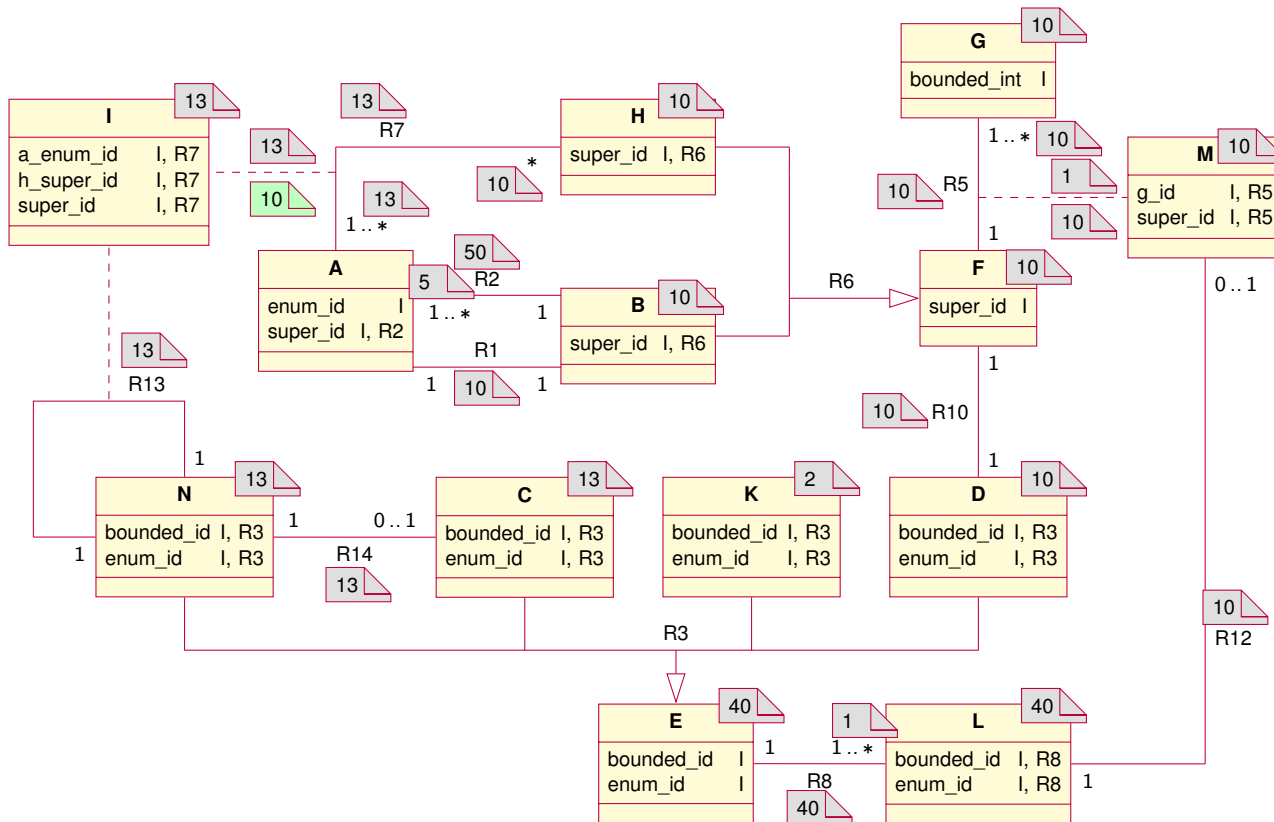 G
10
bounded_int I
I
13
a_enum_id I, R7
h_super_id I, R7
super_id I, R7
13
R7
13
10
H
10
super_id I, R6
*
10
13
1 .. *
1 .. *
10
R5
10
1
10
1
M
10
g_id I, R5
super_id I, R5
0 .. 1
A
enum_id I
super_id I, R2
5
50
R2
1 .. *
1
R1
1
10
1
B
10
super_id I, R6
R6
F
10
super_id I
1
10
R10
1
13
R13
1
1
N
13
bounded_id I, R3
enum_id I, R3
1
0 .. 1
R14
13
C
13
bounded_id I, R3
enum_id I, R3
K
2
bounded_id I, R3
enum_id I, R3
D
10
bounded_id I, R3
enum_id I, R3
10
R12
R3
E
40
bounded_id I
enum_id I
1
1
1 .. *
R8
40
L
40
bounded_id I, R8
enum_id I, R8
1